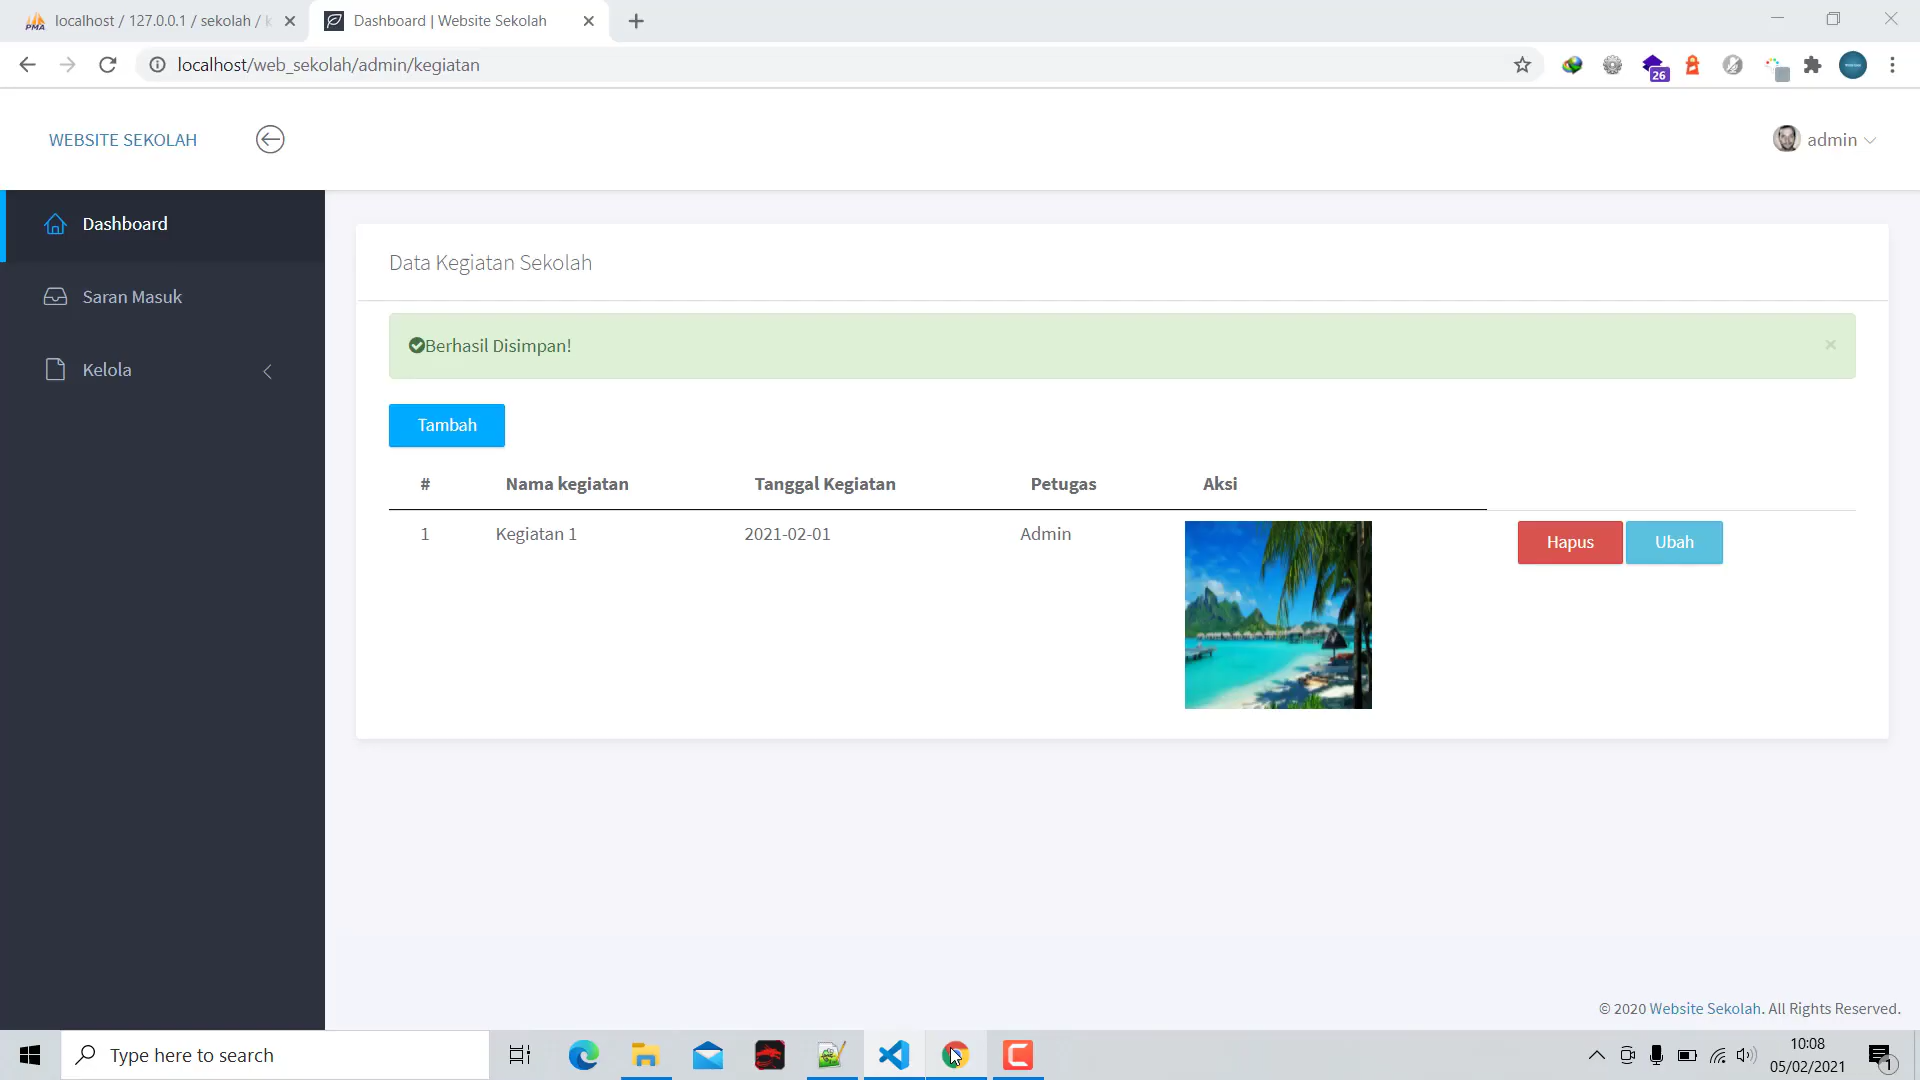 localhost / 127.0.0.1 / sekolah / k
Dashboard | Website Sekolah
localhost/web_sekolah/admin/kegiatan
26
WEBSITE SEKOLAH
admin
Dashboard
Saran Masuk
Kelola
Data Kegiatan Sekolah
Berhasil Disimpan!
×
Tambah
# Nama kegiatan Tanggal Kegiatan Petugas Aksi
1 Kegiatan 1 2021-02-01 Admin Hapus Ubah
© 2020 Website Sekolah. All Rights Reserved.
Type here to search
10:08
05/02/2021
1